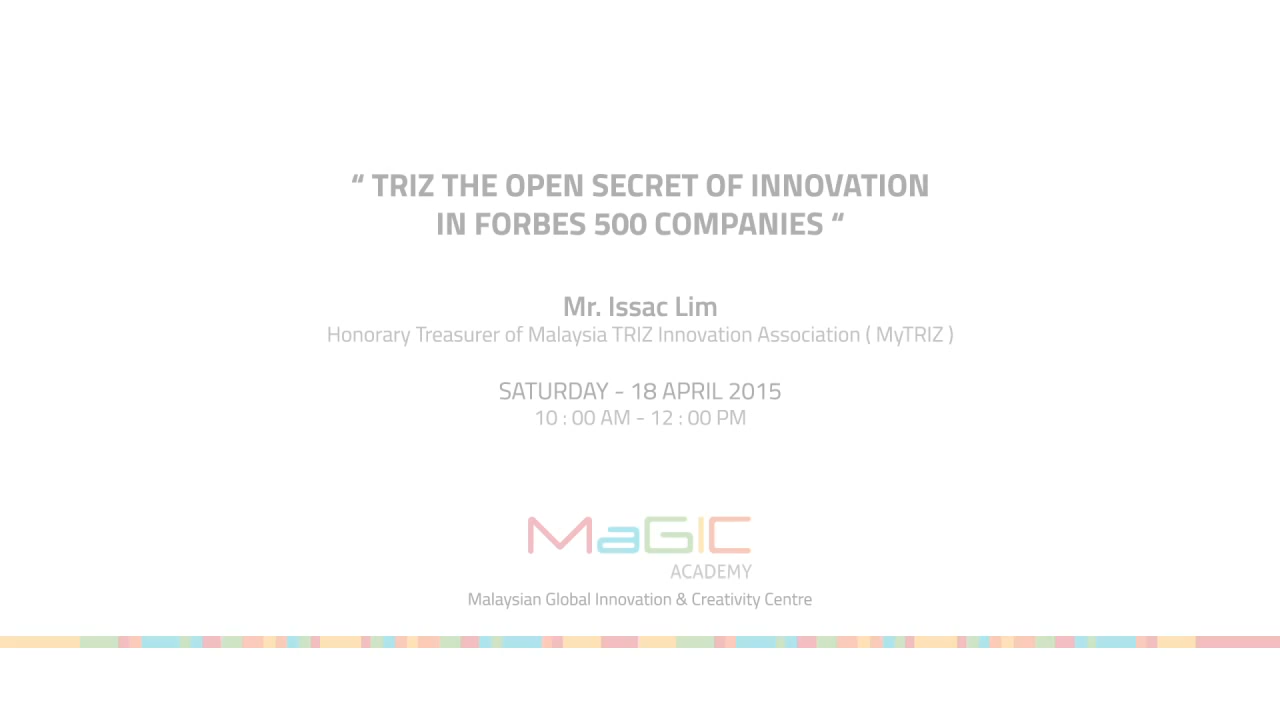 “ TRIZ THE OPEN SECRET OF INNOVATION
IN FORBES 500 COMPANIES “
Mr. Issac Lim
Honorary Treasurer of Malaysia TRIZ Innovation Association ( MyTRIZ )
SATURDAY - 18 APRIL 2015
10 : 00 AM - 12 : 00 PM
MaGIC
ACADEMY
Malaysian Global Innovation & Creativity Centre